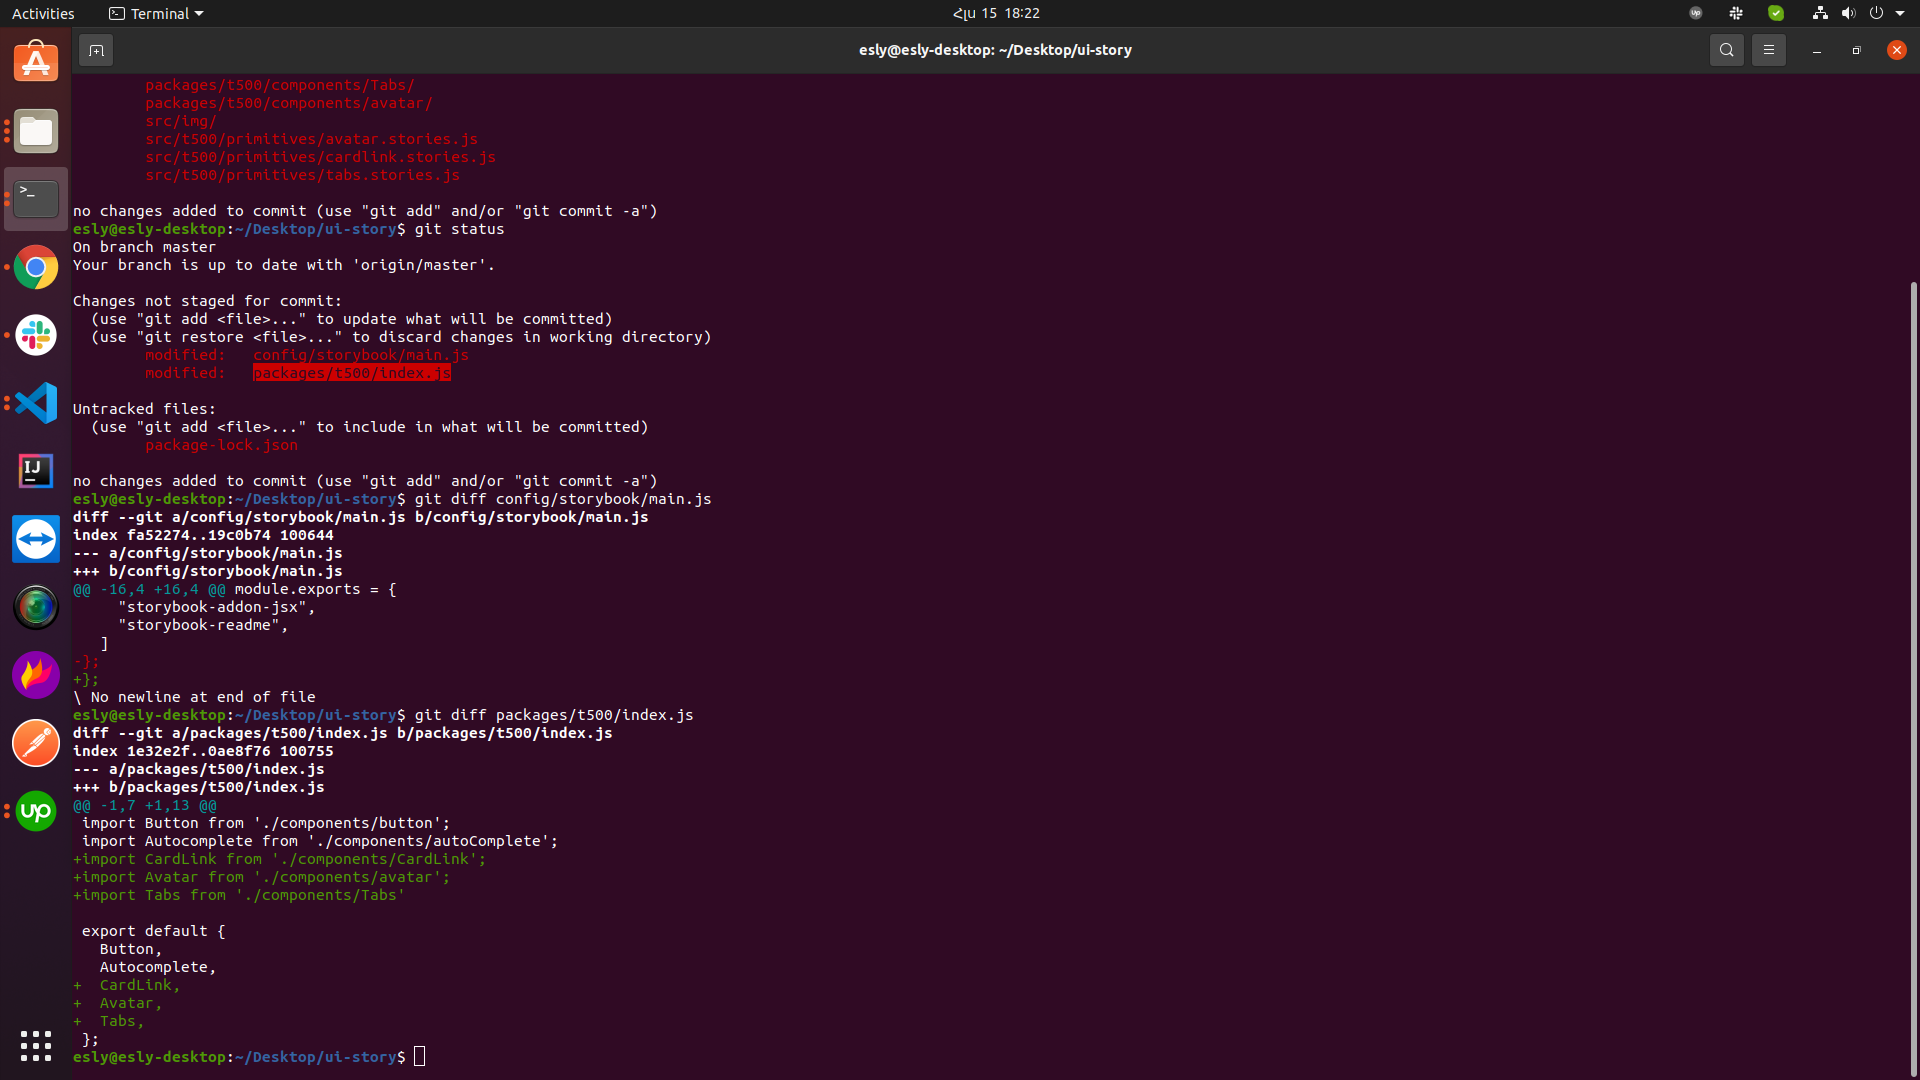 Activities
Terminal
Հլս 15 18:22
esly@esly-desktop: ~/Desktop/ui-story
packages/t500/components/Tabs/
packages/t500/components/avatar/
src/img/
src/t500/primitives/avatar.stories.js
src/t500/primitives/cardlink.stories.js
src/t500/primitives/tabs.stories.js
no changes added to commit (use "git add" and/or "git commit -a")
esly@esly-desktop:~/Desktop/ui-story$ git status
On branch master
Your branch is up to date with 'origin/master'.
Changes not staged for commit:
(use "git add <file>..." to update what will be committed)
(use "git restore <file>..." to discard changes in working directory)
modified:   config/storybook/main.js
modified:   packages/t500/index.js
Untracked files:
(use "git add <file>..." to include in what will be committed)
package-lock.json
no changes added to commit (use "git add" and/or "git commit -a")
esly@esly-desktop:~/Desktop/ui-story$ git diff config/storybook/main.js
diff --git a/config/storybook/main.js b/config/storybook/main.js
index fa52274..19c0b74 100644
--- a/config/storybook/main.js
+++ b/config/storybook/main.js
@@ -16,4 +16,4 @@ module.exports = {
"storybook-addon-jsx",
"storybook-readme",
]
-};
+};
\ No newline at end of file
esly@esly-desktop:~/Desktop/ui-story$ git diff packages/t500/index.js
diff --git a/packages/t500/index.js b/packages/t500/index.js
index 1e32e2f..0ae8f76 100755
--- a/packages/t500/index.js
+++ b/packages/t500/index.js
@@ -1,7 +1,13 @@
import Button from './components/button';
import Autocomplete from './components/autoComplete';
+import CardLink from './components/CardLink';
+import Avatar from './components/avatar';
+import Tabs from './components/Tabs'
export default {
Button,
Autocomplete,
+  CardLink,
+  Avatar,
+  Tabs,
};
esly@esly-desktop:~/Desktop/ui-story$
>_
IJ
up